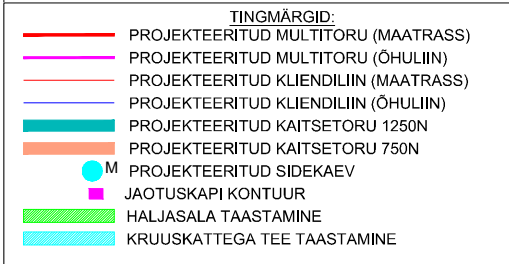 TINGMÄRGID:
PROJEKTEERITUD MULTITORU (MAATRASS)
PROJEKTEERITUD MULTITORU (ÕHULIIN)
PROJEKTEERITUD KLIENDILIIN (MAATRASS)
PROJEKTEERITUD KLIENDILIIN (ÕHULIIN)
PROJEKTEERITUD KAITSETORU 1250N
PROJEKTEERITUD KAITSETORU 750N
M PROJEKTEERITUD SIDEKAEV
JAOTUSKAPI KONTUUR
HALJASALA TAASTAMINE
KRUUSKATTEGA TEE TAASTAMINE